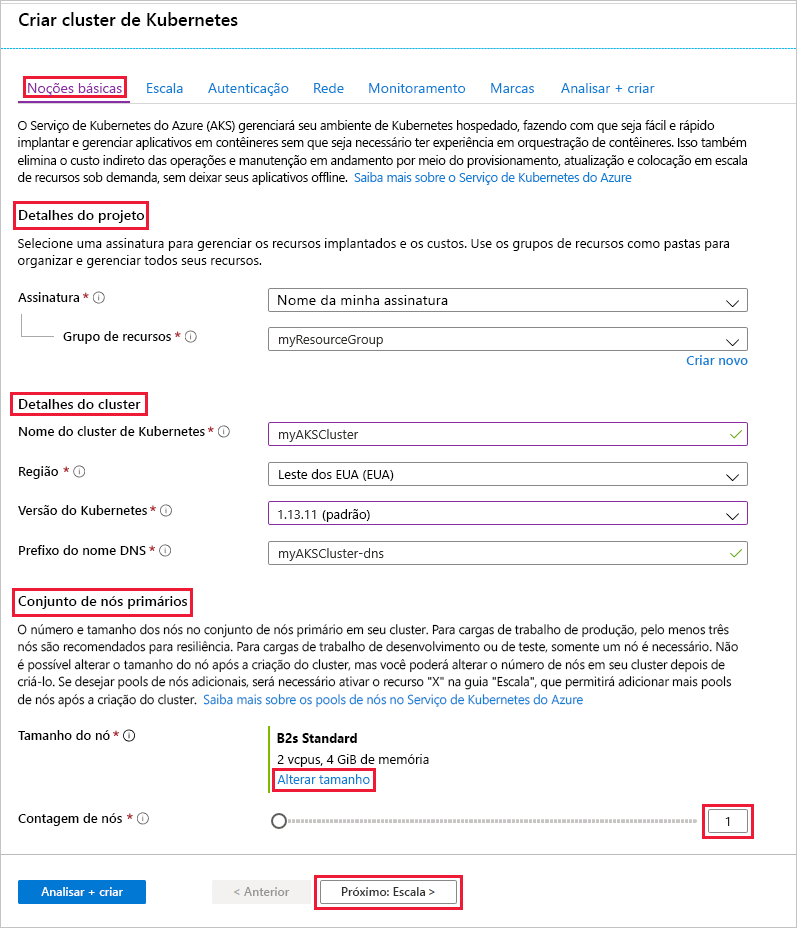 Criar cluster de Kubernetes
Noções básicas Escala Autenticação Rede Monitoramento Marcas Analisar + criar
O Serviço de Kubernetes do Azure (AKS) gerenciará seu ambiente de Kubernetes hospedado, fazendo com que seja fácil e rápido
implantar e gerenciar aplicativos em contêineres sem que seja necessário ter experiência em orquestração de contêineres. Isso também
elimina o custo indireto das operações e manutenção em andamento por meio do provisionamento, atualização e colocação em escala
de recursos sob demanda, sem deixar seus aplicativos offline. Saiba mais sobre o Serviço de Kubernetes do Azure
Detalhes do projeto
Selecione uma assinatura para gerenciar os recursos implantados e os custos. Use os grupos de recursos como pastas para
organizar e gerenciar todos seus recursos.
Assinatura * Nome da minha assinatura
Grupo de recursos * myResourceGroup
Criar novo
Detalhes do cluster
Nome do cluster de Kubernetes * myAKSCluster
Região * Leste dos EUA (EUA)
Versão do Kubernetes * 1.13.11 (padrão)
Prefixo do nome DNS * myAKSCluster-dns
Conjunto de nós primários
O número e tamanho dos nós no conjunto de nós primário em seu cluster. Para cargas de trabalho de produção, pelo menos três
nós são recomendados para resiliência. Para cargas de trabalho de desenvolvimento ou de teste, somente um nó é necessário. Não
é possível alterar o tamanho do nó após a criação do cluster, mas você poderá alterar o número de nós em seu cluster depois de
criá-lo. Se desejar pools de nós adicionais, será necessário ativar o recurso "X" na guia "Escala", que permitirá adicionar mais pools
de nós após a criação do cluster. Saiba mais sobre os pools de nós no Serviço de Kubernetes do Azure
Tamanho do nó * B2s Standard
2 vcpus, 4 GiB de memória
Alterar tamanho
Contagem de nós * 1
Analisar + criar < Anterior Próximo: Escala >